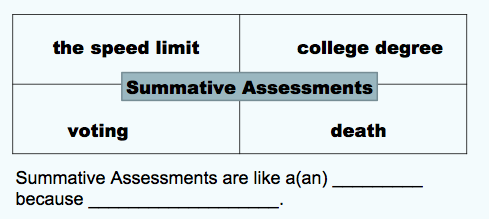 the speed limit
college degree
Summative Assessments
voting
death
Summative Assessments are like a(an) _________
because ___________________.